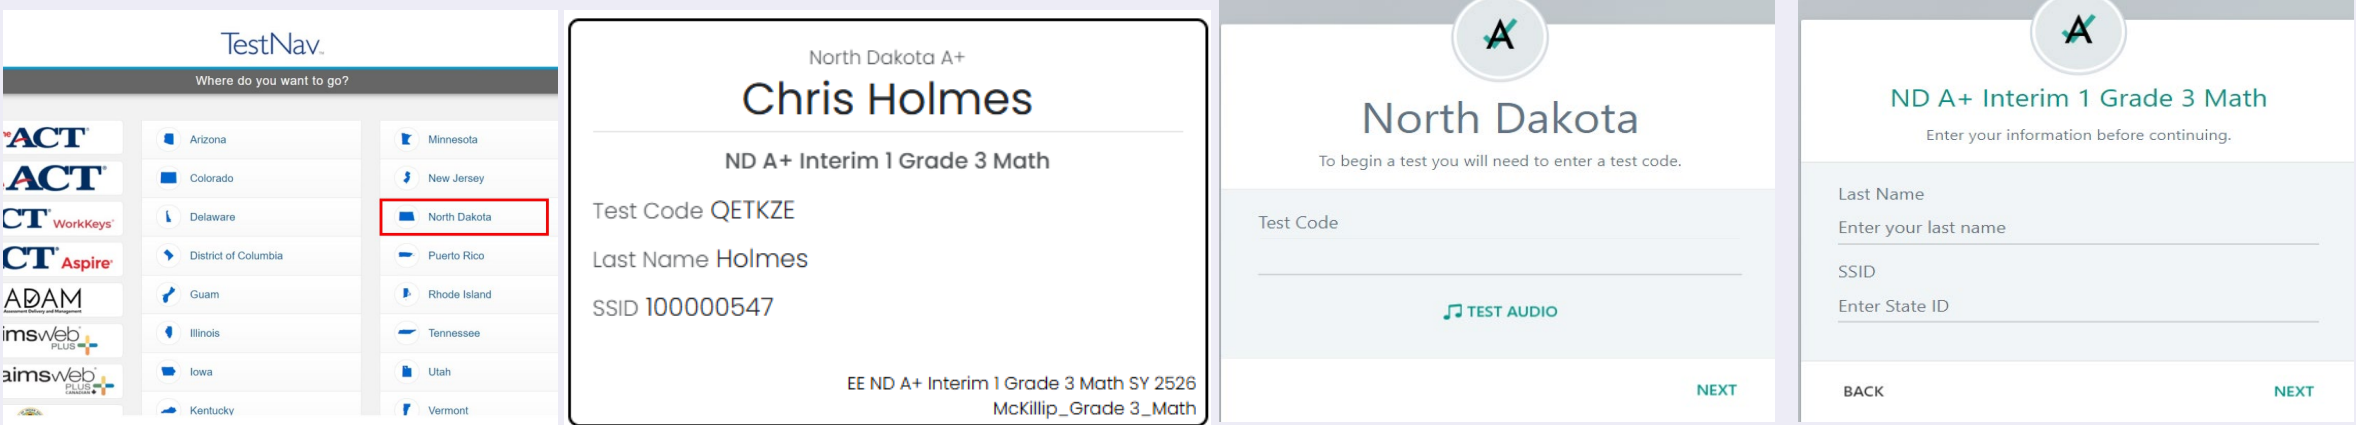 TestNav
Where do you want to go?
ACT
ACT
CT WorkKeys
CT Aspire
ADAM
Assessment Delivery and Management
imsweb
PLUS
aimsweb
PLUS
CANADIAN
Arizona
Colorado
Delaware
District of Columbia
Guam
Illinois
Iowa
Kentucky
Minnesota
New Jersey
North Dakota
Puerto Rico
Rhode Island
Tennessee
Utah
Vermont
North Dakota A+
Chris Holmes
ND A+ Interim 1 Grade 3 Math
Test Code QETKZE
Last Name Holmes
SSID 100000547
EE ND A+ Interim 1 Grade 3 Math SY 2526
McKillip_Grade 3_Math
North Dakota
To begin a test you will need to enter a test code.
Test Code
TEST AUDIO
NEXT
ND A+ Interim 1 Grade 3 Math
Enter your information before continuing.
Last Name
Enter your last name
SSID
Enter State ID
BACK
NEXT